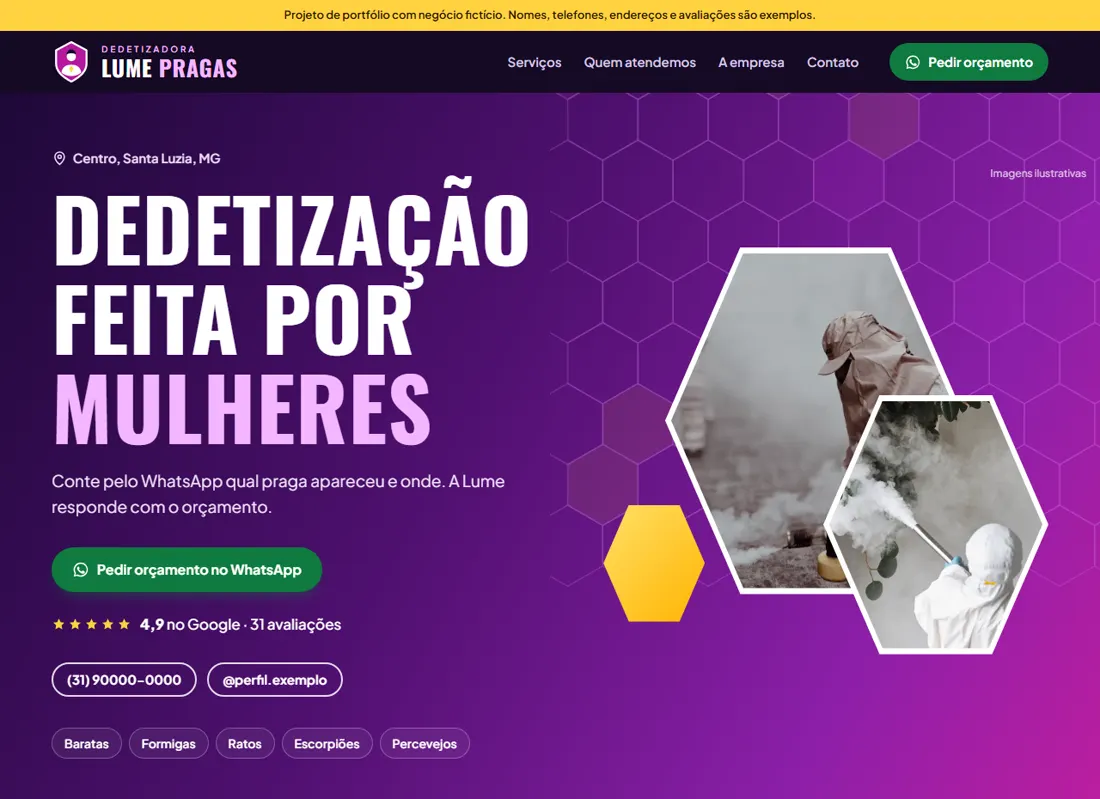 Projeto de portfólio com negócio fictício. Nomes, telefones, endereços e avaliações são exemplos.
DEDETIZADORA
LUME PRAGAS
Serviços
Quem atendemos
A empresa
Contato
Pedir orçamento
Centro, Santa Luzia, MG
Imagens ilustrativas
DEDETIZAÇÃO
FEITA POR
MULHERES
Conte pelo WhatsApp qual praga apareceu e onde. A Lume
responde com o orçamento.
Pedir orçamento no WhatsApp
4,9 no Google · 31 avaliações
(31) 90000-0000
@perfil.exemplo
Baratas
Formigas
Ratos
Escorpiões
Percevejos